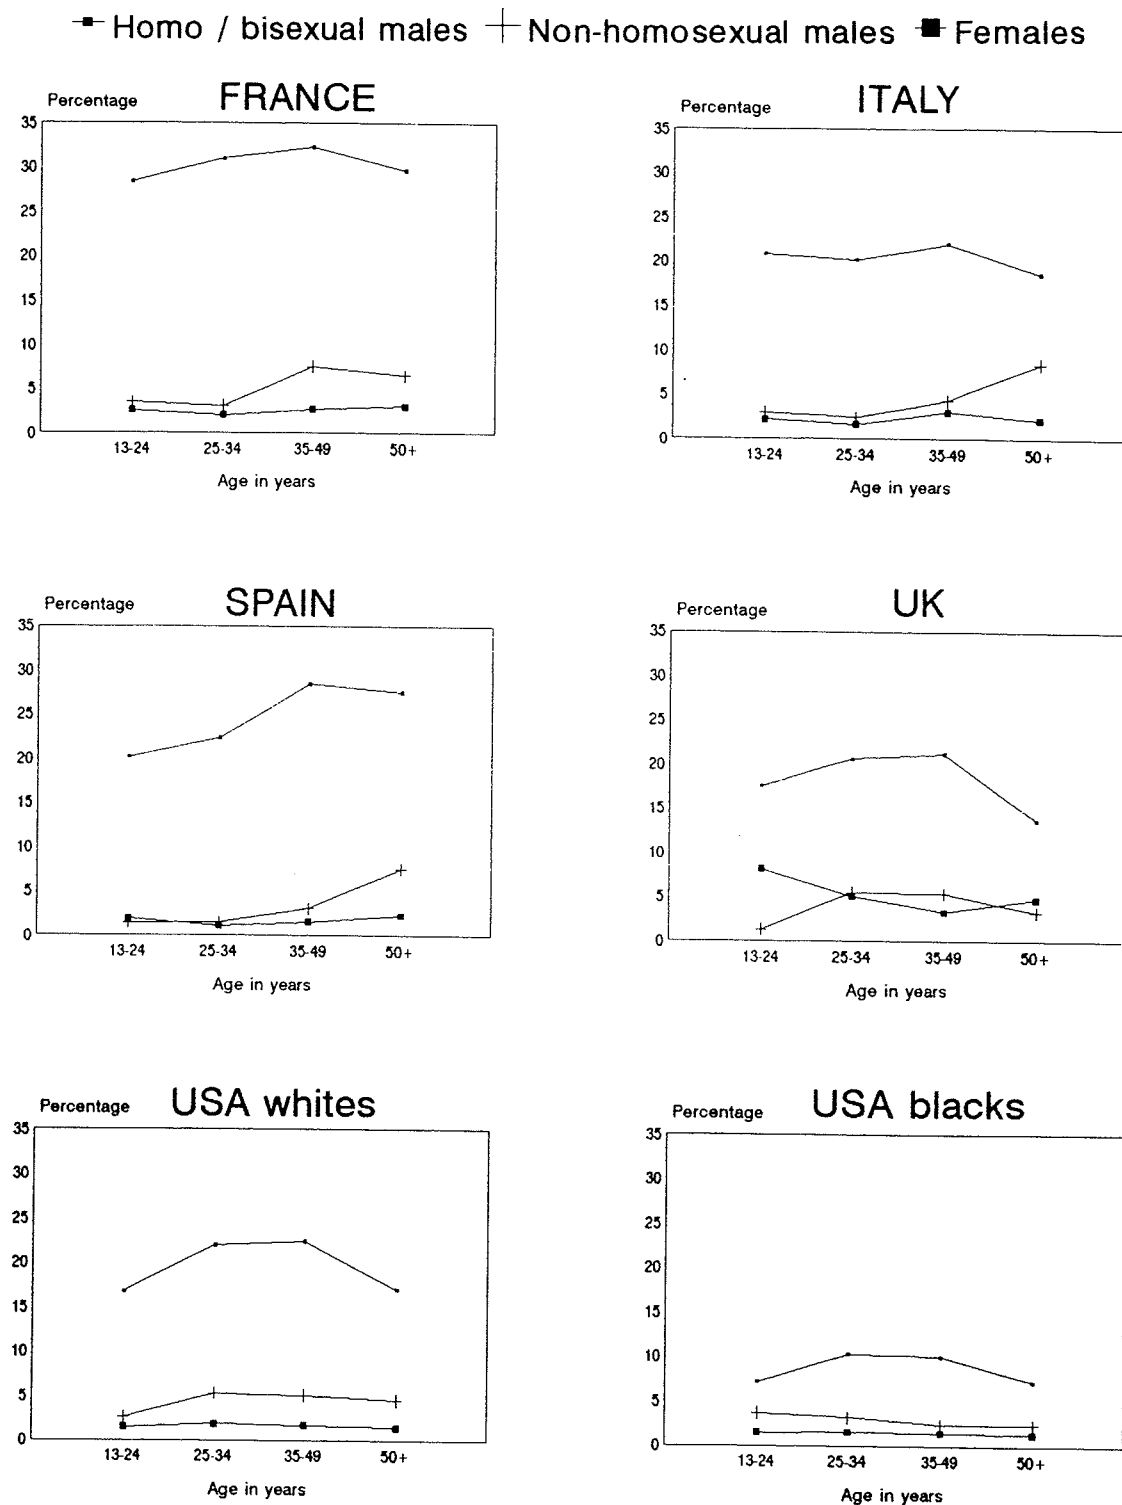 Homo / bisexual males Non-homosexual males Females
Percentage FRANCE
35
30
25
20
15
10
5
0
13-24 25-34 35-49 50+
Age in years
Percentage ITALY
35
30
25
20
15
10
5
0
13-24 25-34 35-49 50+
Age in years
Percentage SPAIN
35
30
25
20
15
10
5
0
13-24 25-34 35-49 50+
Age in years
Percentage UK
35
30
25
20
15
10
5
0
13-24 25-34 35-49 50+
Age in years
Percentage USA whites
35
30
25
20
15
10
5
0
13-24 25-34 35-49 50+
Age in years
Percentage USA blacks
35
30
25
20
15
10
5
0
13-24 25-34 35-49 50+
Age in years